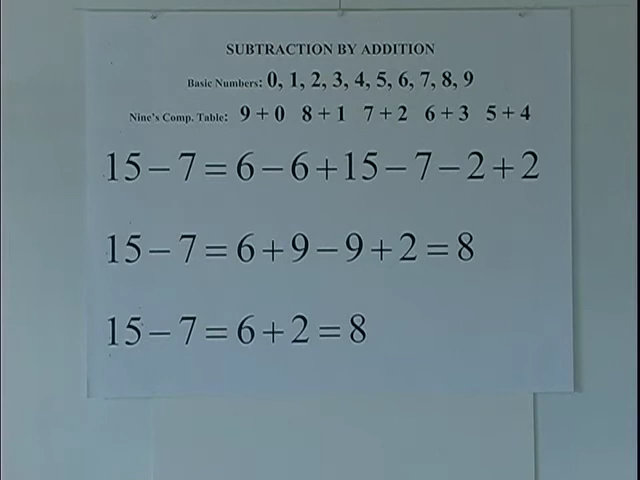 SUBTRACTION BY ADDITION
Basic Numbers: 0, 1, 2, 3, 4, 5, 6, 7, 8, 9
Nine's Comp. Table: 9 + 0 8 + 1 7 + 2 6 + 3 5 + 4
15 − 7 = 6 − 6 + 15 − 7 − 2 + 2
15 − 7 = 6 + 9 − 9 + 2 = 8
15 − 7 = 6 + 2 = 8